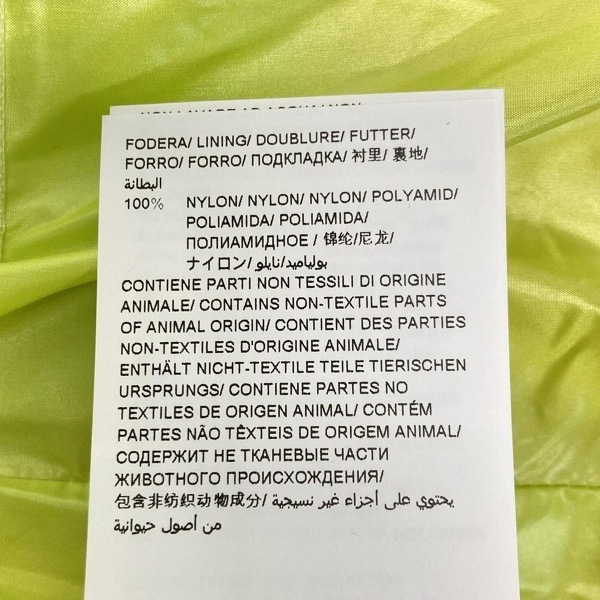 FODERA/ LINING/ DOUBLURE/ FUTTER/
FORRO/ FORRO/ ПОДКЛАДКА/ 衬里/ 裏地/
البطانة
100% NYLON/ NYLON/ NYLON/ POLYAMID/
POLIAMIDA/ POLIAMIDA/
ПОЛИАМИДНОЕ / 锦纶/尼龙/
ナイロン/ بولياميد/نايلو
CONTIENE PARTI NON TESSILI DI ORIGINE
ANIMALE/ CONTAINS NON-TEXTILE PARTS
OF ANIMAL ORIGIN/ CONTIENT DES PARTIES
NON-TEXTILES D'ORIGINE ANIMALE/
ENTHÄLT NICHT-TEXTILE TEILE TIERISCHEN
URSPRUNGS/ CONTIENE PARTES NO
TEXTILES DE ORIGEN ANIMAL/ CONTÉM
PARTES NÃO TÊXTEIS DE ORIGEM ANIMAL/
СОДЕРЖИТ НЕ ТКАНЕВЫЕ ЧАСТИ
ЖИВОТНОГО ПРОИСХОЖДЕНИЯ/
包含非纺织动物成分/ يحتوي على أجزاء غير نسيجية
من أصول حيوانية